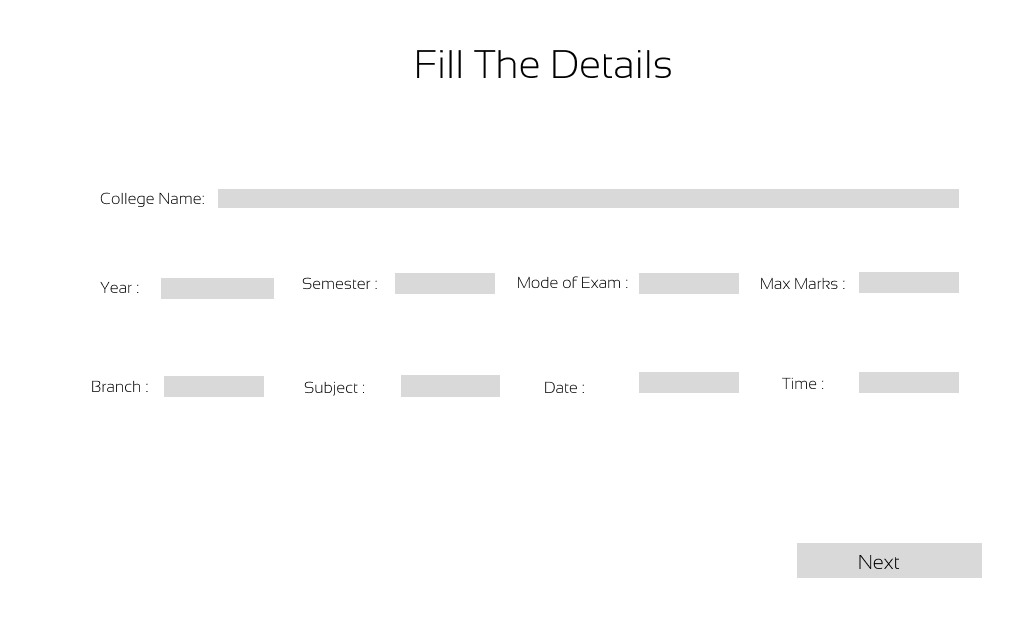 Fill The Details
College Name:
Year : Semester : Mode of Exam : Max Marks :
Branch : Subject : Date : Time :
Next